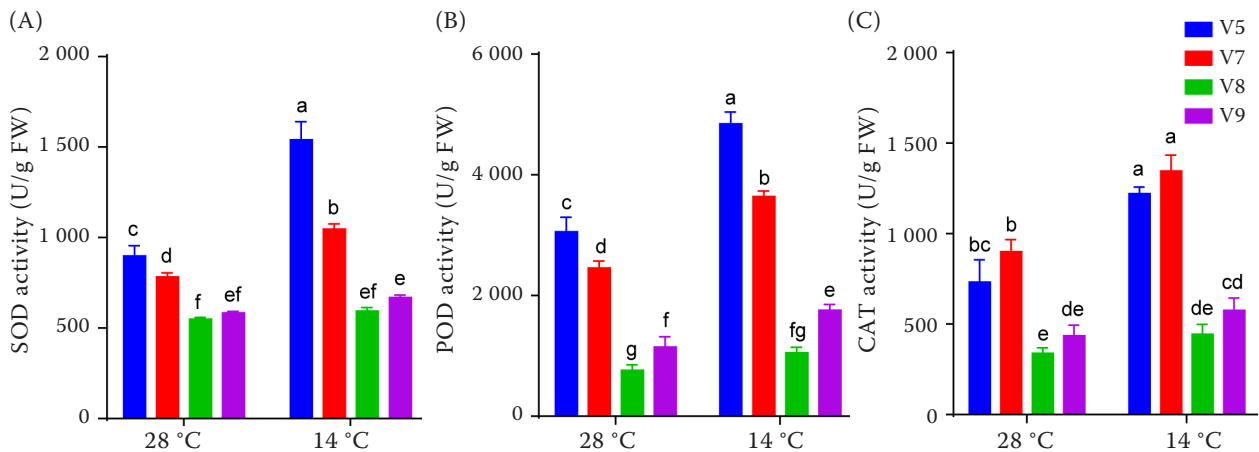 (A)
SOD activity (U/g FW)
2 000
1 500
1 000
500
0
c
d
f
ef
a
b
ef
e
28 °C
14 °C
(B)
POD activity (U/g FW)
6 000
4 000
2 000
0
c
d
g
f
a
b
fg
e
28 °C
14 °C
(C)
CAT activity (U/g FW)
2 000
1 500
1 000
500
0
bc
b
e
de
a
a
de
cd
28 °C
14 °C
V5
V7
V8
V9